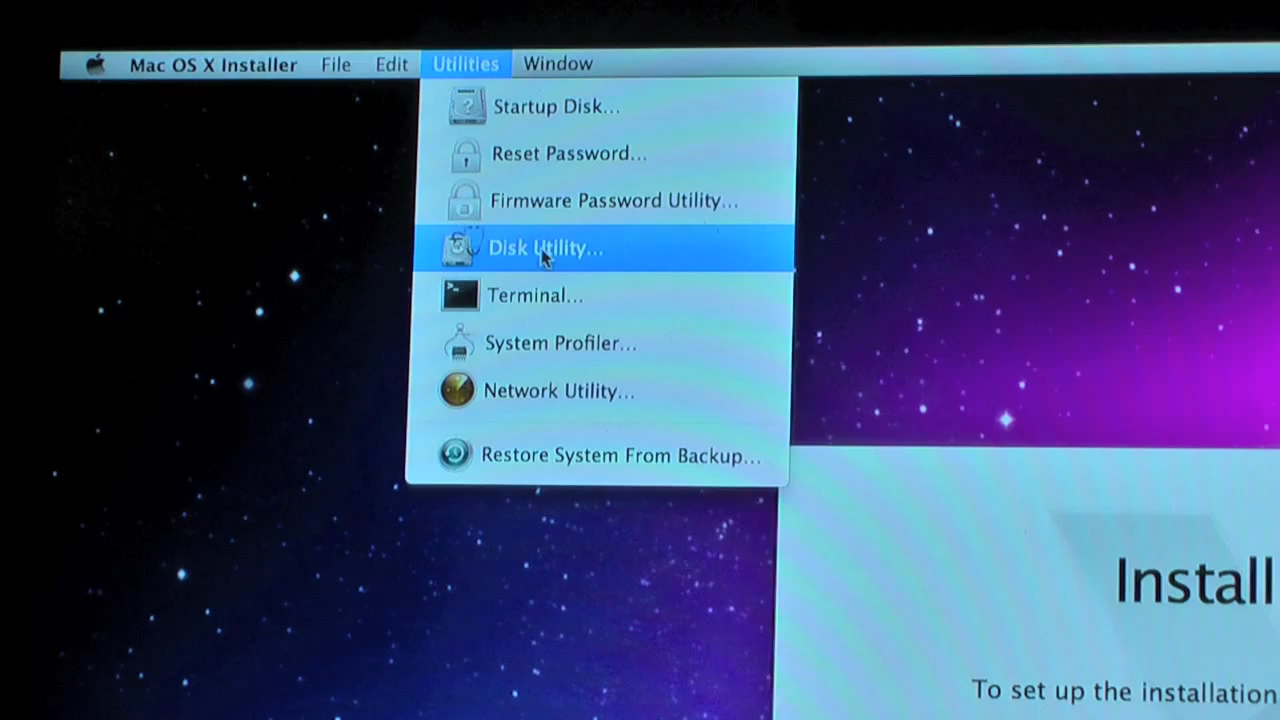 Mac OS X Installer File Edit Utilities Window
Startup Disk...
Reset Password...
Firmware Password Utility...
Disk Utility...
Terminal...
System Profiler...
Network Utility...
Restore System From Backup...
Install
To set up the installation